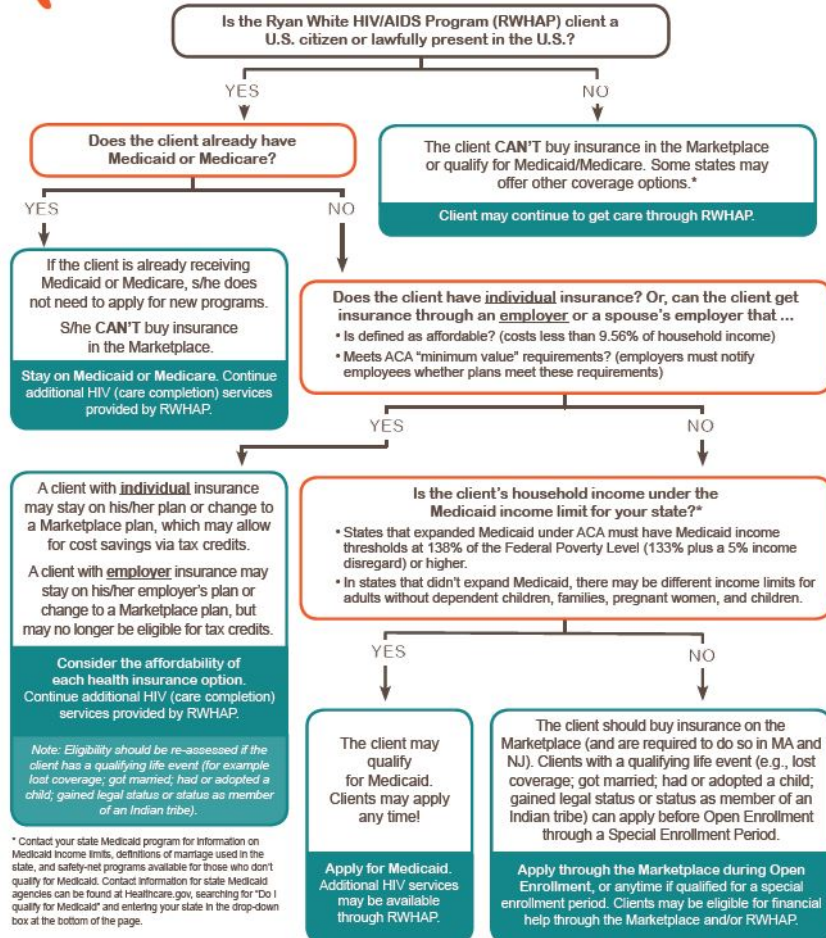 Is the Ryan White HIV/AIDS Program (RWHAP) client a
U.S. citizen or lawfully present in the U.S.?
YES
NO
Does the client already have
Medicaid or Medicare?
The client CAN'T buy insurance in the Marketplace
or qualify for Medicaid/Medicare. Some states may
offer other coverage options.*
Client may continue to get care through RWHAP.
YES
NO
If the client is already receiving
Medicaid or Medicare, s/he does
not need to apply for new programs.
S/he CAN'T buy insurance
in the Marketplace.
Stay on Medicaid or Medicare. Continue
additional HIV (care completion) services
provided by RWHAP.
Does the client have individual insurance? Or, can the client get
insurance through an employer or a spouse's employer that ...
• Is defined as affordable? (costs less than 9.56% of household income)
• Meets ACA "minimum value" requirements? (employers must notify
employees whether plans meet these requirements)
YES
NO
A client with individual insurance
may stay on his/her plan or change to
a Marketplace plan, which may allow
for cost savings via tax credits.
A client with employer insurance may
stay on his/her employer's plan or
change to a Marketplace plan, but
may no longer be eligible for tax credits.
Consider the affordability of
each health insurance option.
Continue additional HIV (care completion)
services provided by RWHAP.
Note: Eligibility should be re-assessed if the
client has a qualifying life event (for example
lost coverage; got married; had or adopted a
child; gained legal status or status as member
of an Indian tribe).
Is the client's household income under the
Medicaid income limit for your state?*
• States that expanded Medicaid under ACA must have Medicaid income
thresholds at 138% of the Federal Poverty Level (133% plus a 5% income
disregard) or higher.
• In states that didn't expand Medicaid, there may be different income limits for
adults without dependent children, families, pregnant women, and children.
YES
NO
The client may
qualify
for Medicaid.
Clients may apply
any time!
Apply for Medicaid.
Additional HIV services
may be available
through RWHAP.
The client should buy insurance on the
Marketplace (and are required to do so in MA and
NJ). Clients with a qualifying life event (e.g., lost
coverage; got married; had or adopted a child;
gained legal status or status as member of an
Indian tribe) can apply before Open Enrollment
through a Special Enrollment Period.
Apply through the Marketplace during Open
Enrollment, or anytime if qualified for a special
enrollment period. Clients may be eligible for financial
help through the Marketplace and/or RWHAP.
* Contact your state Medicaid program for information on
Medicaid income limits, definitions of marriage used in the
state, and safety-net programs available for those who don't
qualify for Medicaid. Contact information for state Medicaid
agencies can be found at Healthcare.gov, searching for "Do I
qualify for Medicaid" and entering your state in the drop-down
box at the bottom of the page.